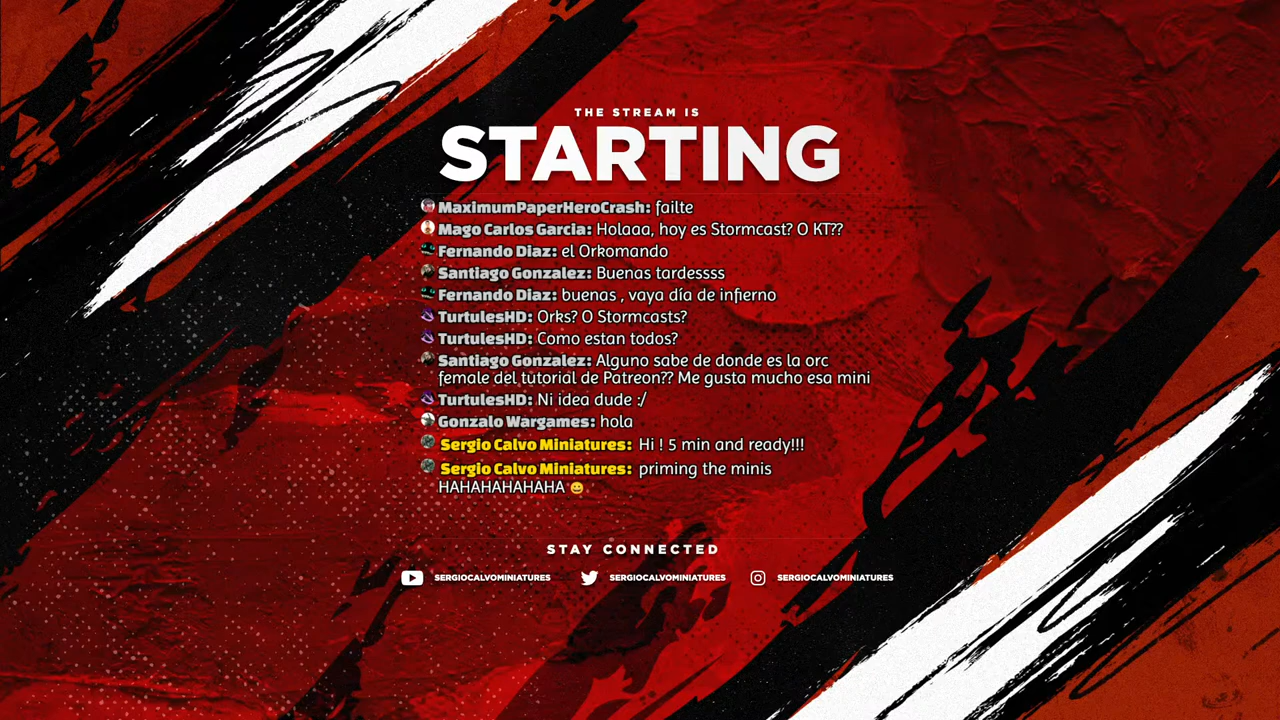 THE STREAM IS
STARTING
MaximumPaperHeroCrash: failte
Mago Carlos Garcia: Holaaa, hoy es Stormcast? O KT??
Fernando Diaz: el Orkomando
Santiago Gonzalez: Buenas tardessss
Fernando Diaz: buenas , vaya día de infierno
TurtulesHD: Orks? O Stormcasts?
TurtulesHD: Como estan todos?
Santiago Gonzalez: Alguno sabe de donde es la orc
female del tutorial de Patreon?? Me gusta mucho esa mini
TurtulesHD: Ni idea dude :/
Gonzalo Wargames: hola
Sergio Calvo Miniatures: Hi ! 5 min and ready!!!
Sergio Calvo Miniatures: priming the minis
HAHAHAHAHAHA 😀
STAY CONNECTED
SERGIOCALVOMINIATURES SERGIOCALVOMINIATURES SERGIOCALVOMINIATURES